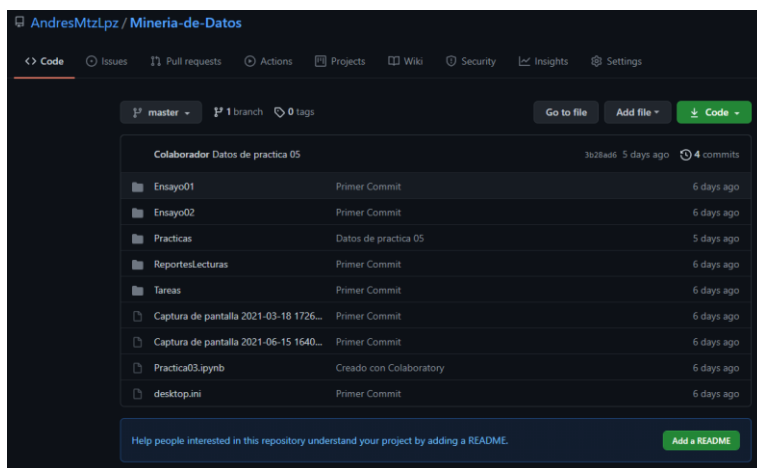 AndresMtzLpz / Mineria-de-Datos
<> Code Issues Pull requests Actions Projects Wiki Security Insights Settings
master 1 branch 0 tags Go to file Add file Code
Colaborador Datos de practica 05 3b28ad6 5 days ago 4 commits
Ensayo01 Primer Commit 6 days ago
Ensayo02 Primer Commit 6 days ago
Practicas Datos de practica 05 5 days ago
ReportesLecturas Primer Commit 6 days ago
Tareas Primer Commit 6 days ago
Captura de pantalla 2021-03-18 1726... Primer Commit 6 days ago
Captura de pantalla 2021-06-15 1640... Primer Commit 6 days ago
Practica03.ipynb Creado con Colaboratory 6 days ago
desktop.ini Primer Commit 6 days ago
Help people interested in this repository understand your project by adding a README. Add a README